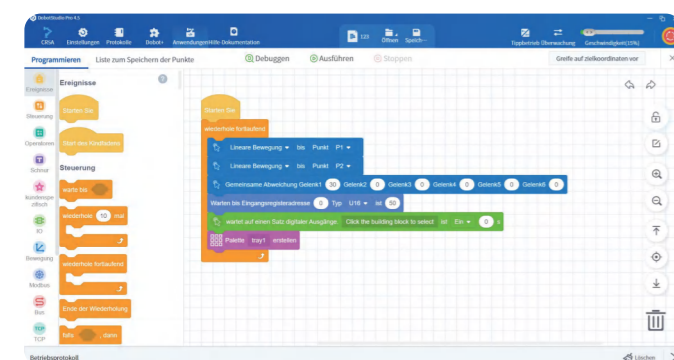 DobotStudio Pro 4.5
CRSA Einstellungen Protokolle Dobot+ Anwendungen Hilfe Dokumentation 123 Öffnen Speich··· Tippbetrieb Überwachung Geschwindigkeit(15%)
Programmieren Liste zum Speichern der Punkte Debuggen Ausführen Stoppen Greife auf zielkoordinaten vor
Ereignisse
Ereignisse
Starten Sie
Steuerung
Operatoren
Start des Kindfadens
Steuerung
warte bis
wiederhole 10 mal
IO
Bewegung
wiederhole fortlaufend
Modbus
Bus
Ende der Wiederholung
TCP
TCP
falls , dann
Starten Sie
wiederhole fortlaufend
Lineare Bewegung bis Punkt P1
Lineare Bewegung bis Punkt P2
Gemeinsame Abweichung Gelenk1 30 Gelenk2 0 Gelenk3 0 Gelenk4 0 Gelenk5 0 Gelenk6 0
Warten bis Eingangsregisteradresse 0 Typ U16 ist 50
wartet auf einen Satz digitaler Ausgänge. Click the building block to select ist Ein 0 s
Palette tray1 erstellen
Betriebsprotokoll
Löschen